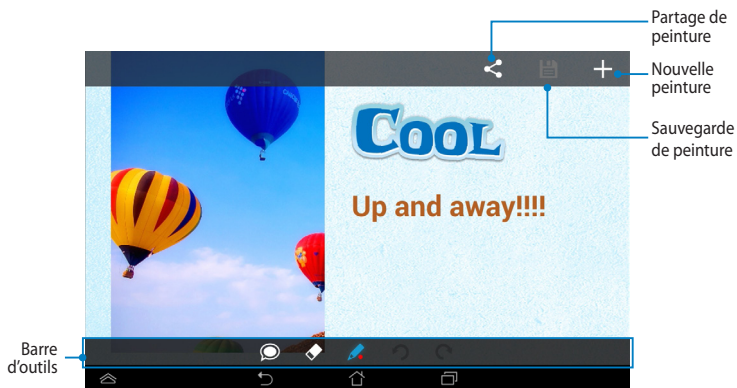 Partage de
peinture
Nouvelle
peinture
Sauvegarde
de peinture
COOL
Up and away!!!!
Barre
d'outils